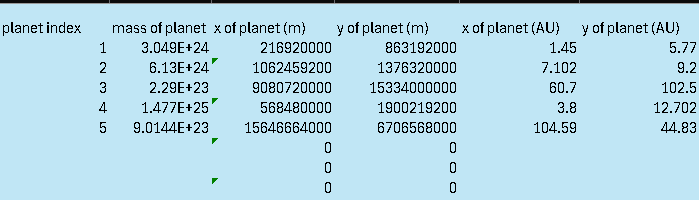 planet index mass of planet x of planet (m) y of planet (m) x of planet (AU) y of planet (AU)
1 3.049E+24 216920000 863192000 1.45 5.77
2 6.13E+24 1062459200 1376320000 7.102 9.2
3 2.29E+23 9080720000 15334000000 60.7 102.5
4 1.477E+25 568480000 1900219200 3.8 12.702
5 9.0144E+23 15646664000 6706568000 104.59 44.83
0 0
0 0
0 0